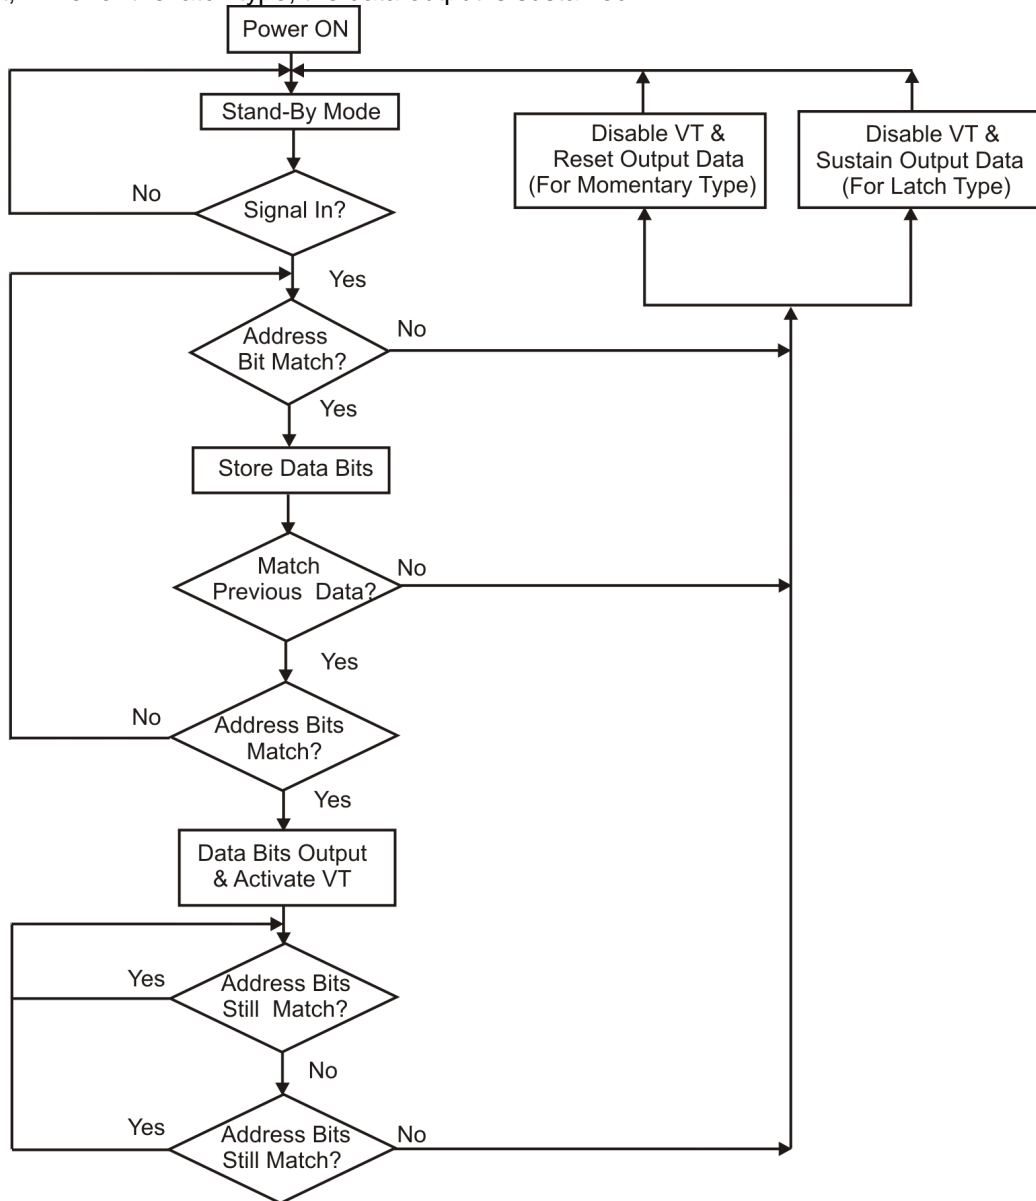 Power ON
Stand-By Mode
Disable VT &
Reset Output Data
(For Momentary Type)
Disable VT &
Sustain Output Data
(For Latch Type)
No
Signal In?
Yes
Address
Bit Match?
No
Yes
Store Data Bits
Match
Previous Data?
No
Yes
No
Address Bits
Match?
Yes
Data Bits Output
& Activate VT
Yes
Address Bits
Still Match?
No
Yes
Address Bits
Still Match?
No